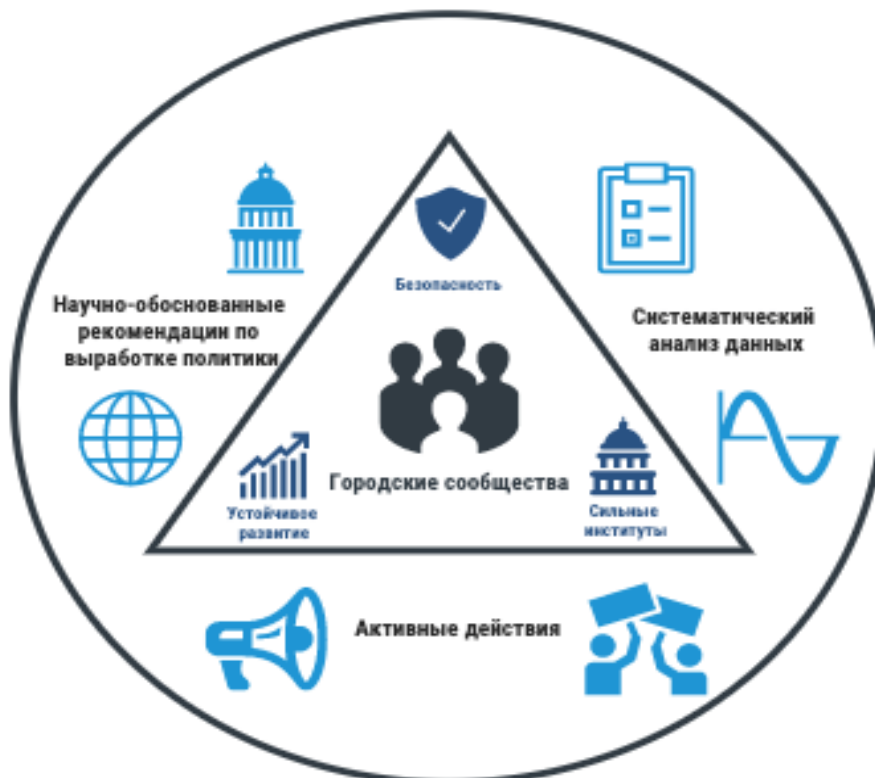 Безопасность
Научно-обоснованные
рекомендации по
выработке политики
Систематический
анализ данных
Городские сообщества
Устойчивое
развитие
Сильные
институты
Активные действия